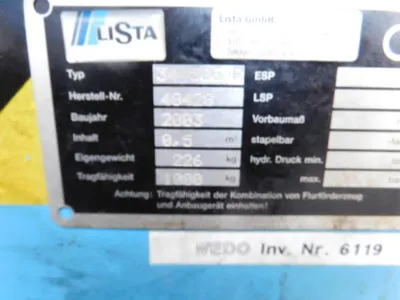 LiSTA
Lista GmbH
Typ
ESP
Herstell-Nr. 48428
LSP
Baujahr 2003
Vorbaumaß
Inhalt 0,5 m³
stapelbar
Eigengewicht 226 kg
hydr. Druck min.
Tragfähigkeit 1000 kg
max.
Achtung: Tragfähigkeit der Kombination von Flurförderzeug
und Anbaugerät einhalten!
WEDO Inv. Nr. 6119